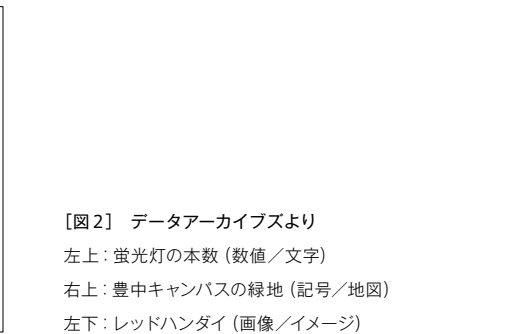 ［図2］ データアーカイブズより
左上：蛍光灯の本数（数値／文字）
右上：豊中キャンパスの緑地（記号／地図）
左下：レッドハンダイ（画像／イメージ）